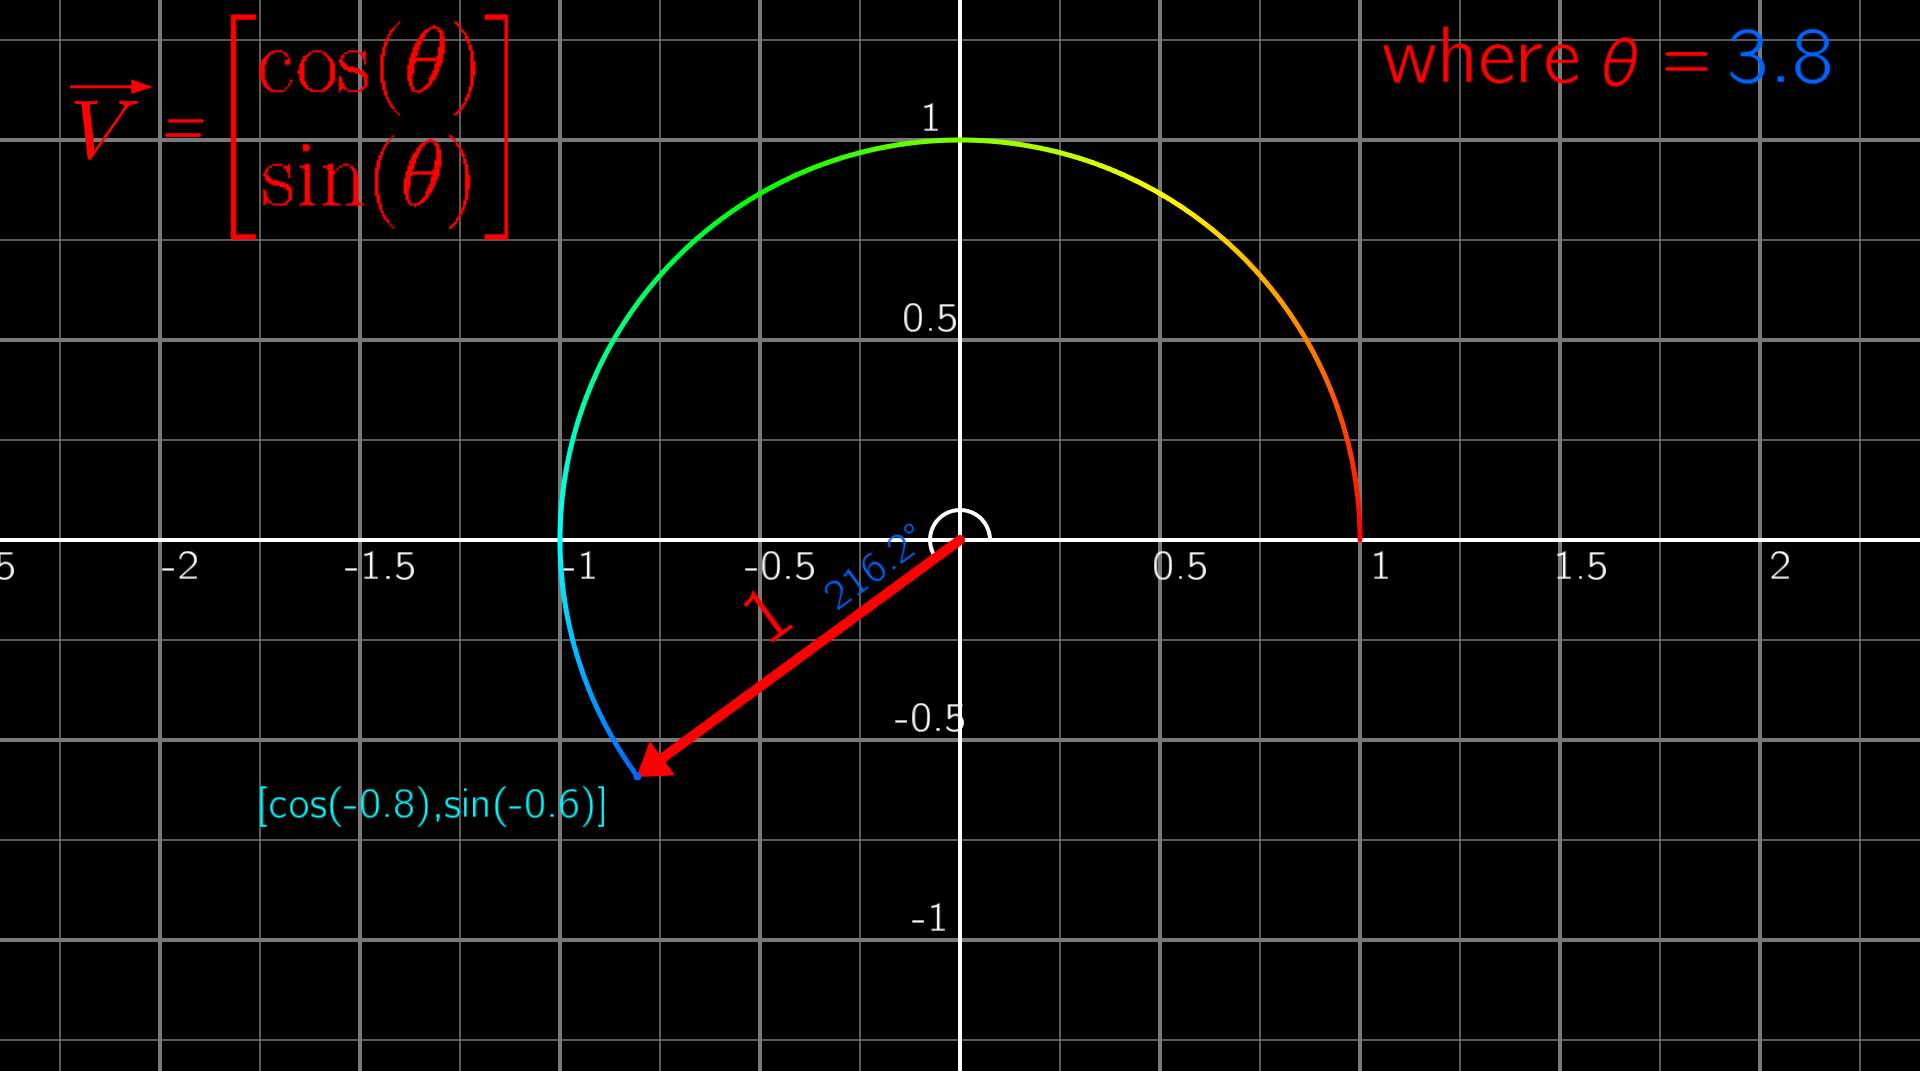 V = [cos(θ)
sin(θ)]
where θ = 3.8
1
0.5
5 -2 -1.5 -1 -0.5 0.5 1 1.5 2
216.2°
1
-0.5
[cos(-0.8),sin(-0.6)]
-1